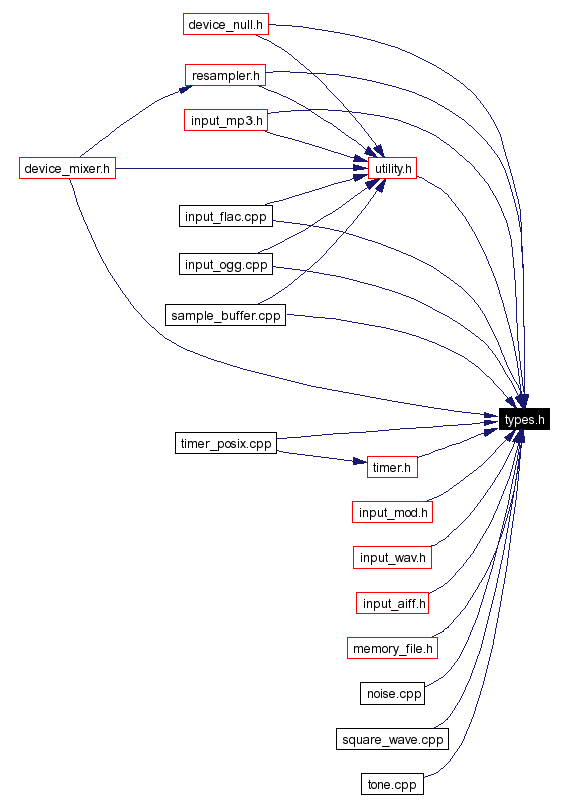 device_null.h
resampler.h
input_mp3.h
device_mixer.h
utility.h
input_flac.cpp
input_ogg.cpp
sample_buffer.cpp
types.h
timer_posix.cpp
timer.h
input_mod.h
input_wav.h
input_aiff.h
memory_file.h
noise.cpp
square_wave.cpp
tone.cpp